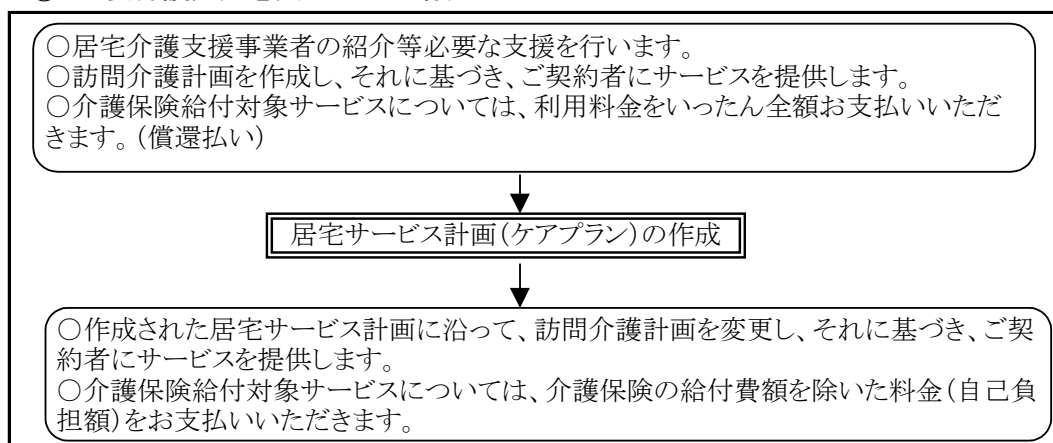 ○居宅介護支援事業者の紹介等必要な支援を行います。
○訪問介護計画を作成し、それに基づき、ご契約者にサービスを提供します。
○介護保険給付対象サービスについては、利用料金をいったん全額お支払いいただ
きます。(償還払い)
居宅サービス計画(ケアプラン)の作成
○作成された居宅サービス計画に沿って、訪問介護計画を変更し、それに基づき、ご契
約者にサービスを提供します。
○介護保険給付対象サービスについては、介護保険の給付費額を除いた料金(自己負
担額)をお支払いいただきます。